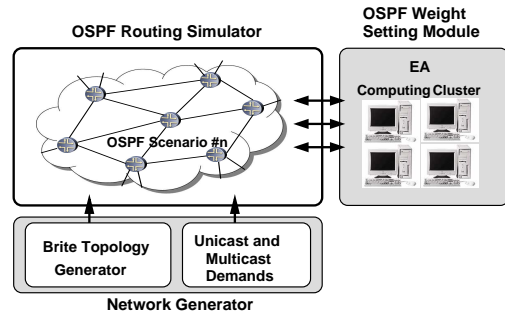 OSPF Routing Simulator
OSPF Weight
Setting Module
EA
Computing Cluster
OSPF Scenario #n
Brite Topology
Generator
Unicast and
Multicast
Demands
Network Generator